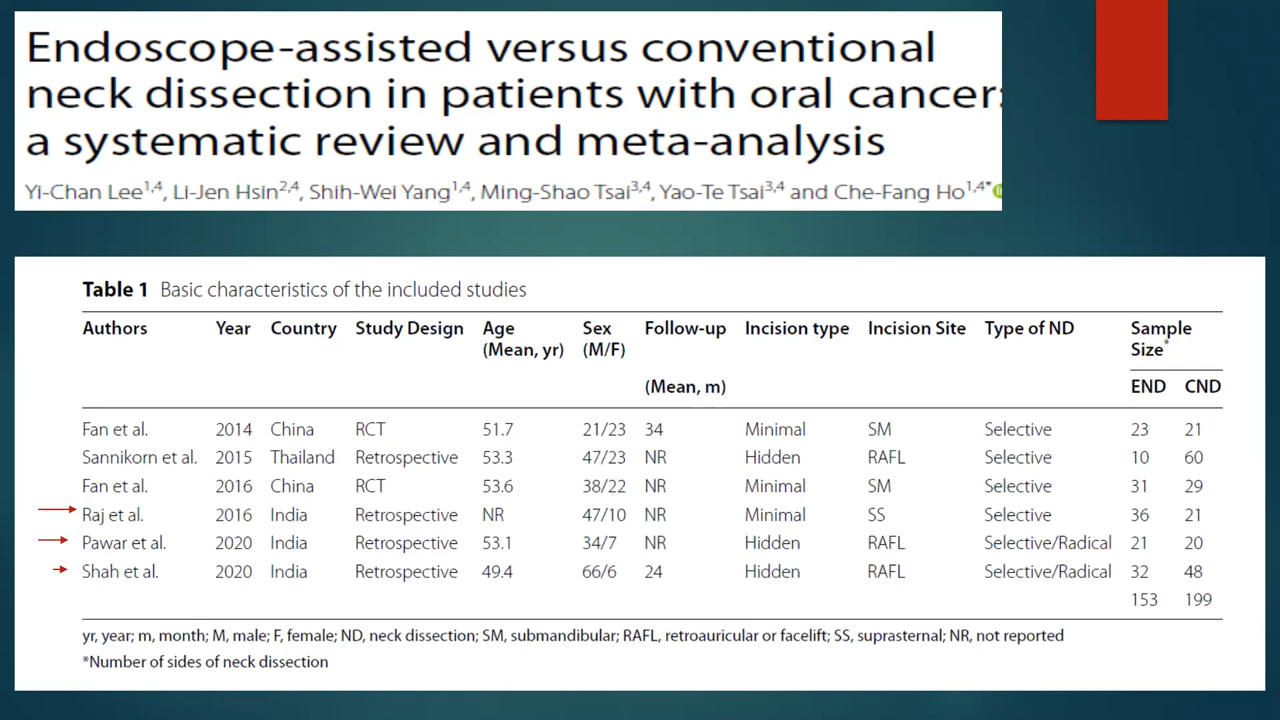 Endoscope-assisted versus conventional
neck dissection in patients with oral cancer:
a systematic review and meta-analysis
Yi-Chan Lee1,4, Li-Jen Hsin2,4, Shih-Wei Yang1,4, Ming-Shao Tsai3,4, Yao-Te Tsai3,4 and Che-Fang Ho1,4*
Table 1 Basic characteristics of the included studies
Authors Year Country Study Design Age (Mean, yr) Sex (M/F) Follow-up (Mean, m) Incision type Incision Site Type of ND Sample Size*
END CND
Fan et al. 2014 China RCT 51.7 21/23 34 Minimal SM Selective 23 21
Sannikorn et al. 2015 Thailand Retrospective 53.3 47/23 NR Hidden RAFL Selective 10 60
Fan et al. 2016 China RCT 53.6 38/22 NR Minimal SM Selective 31 29
Raj et al. 2016 India Retrospective NR 47/10 NR Minimal SS Selective 36 21
Pawar et al. 2020 India Retrospective 53.1 34/7 NR Hidden RAFL Selective/Radical 21 20
Shah et al. 2020 India Retrospective 49.4 66/6 24 Hidden RAFL Selective/Radical 32 48
153 199
yr, year; m, month; M, male; F, female; ND, neck dissection; SM, submandibular; RAFL, retroauricular or facelift; SS, suprasternal; NR, not reported
*Number of sides of neck dissection